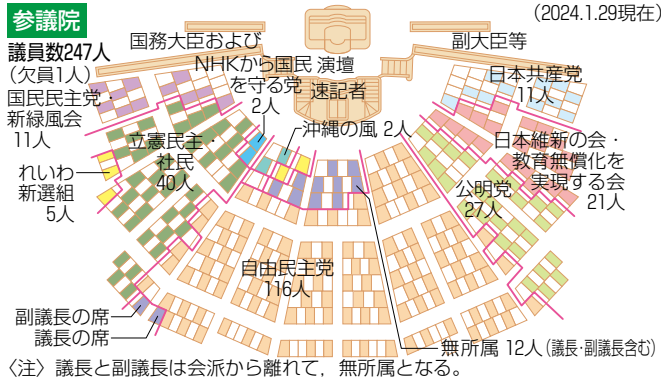 参議院
(2024.1.29現在)
議員数247人
(欠員1人)
国務大臣および
副大臣等
演壇
速記者
国民民主党
新緑風会
11人
れいわ
新選組
5人
立憲民主・
社民
40人
NHKから国民
を守る党
2人
沖縄の風 2人
日本共産党
11人
日本維新の会・
教育無償化を
実現する会
21人
公明党
27人
自由民主党
116人
副議長の席
議長の席
無所属 12人(議長・副議長含む)
〈注〉議長と副議長は会派から離れて,無所属となる。